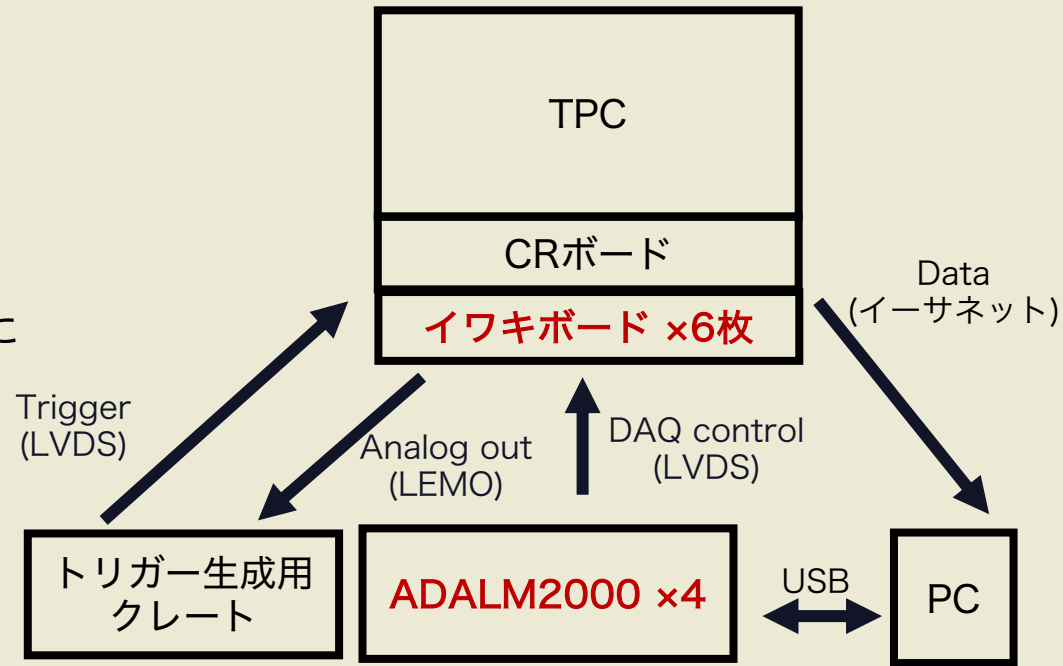 TPC
CRボード
イワキボード ×6枚
に
Data
(イーサネット)
Trigger
(LVDS)
Analog out
(LEMO)
DAQ control
(LVDS)
トリガー生成用
クレート
ADALM2000 ×4
USB
PC